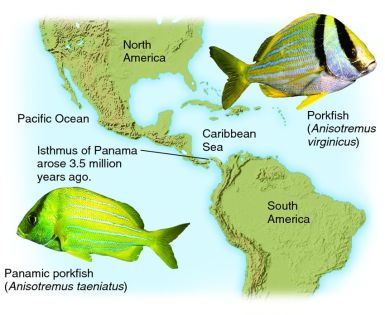 North
America
Pacific Ocean
Porkfish
(Anisotremus
virginicus)
Caribbean
Sea
Isthmus of Panama
arose 3.5 million
years ago.
South
America
Panamic porkfish
(Anisotremus taeniatus)